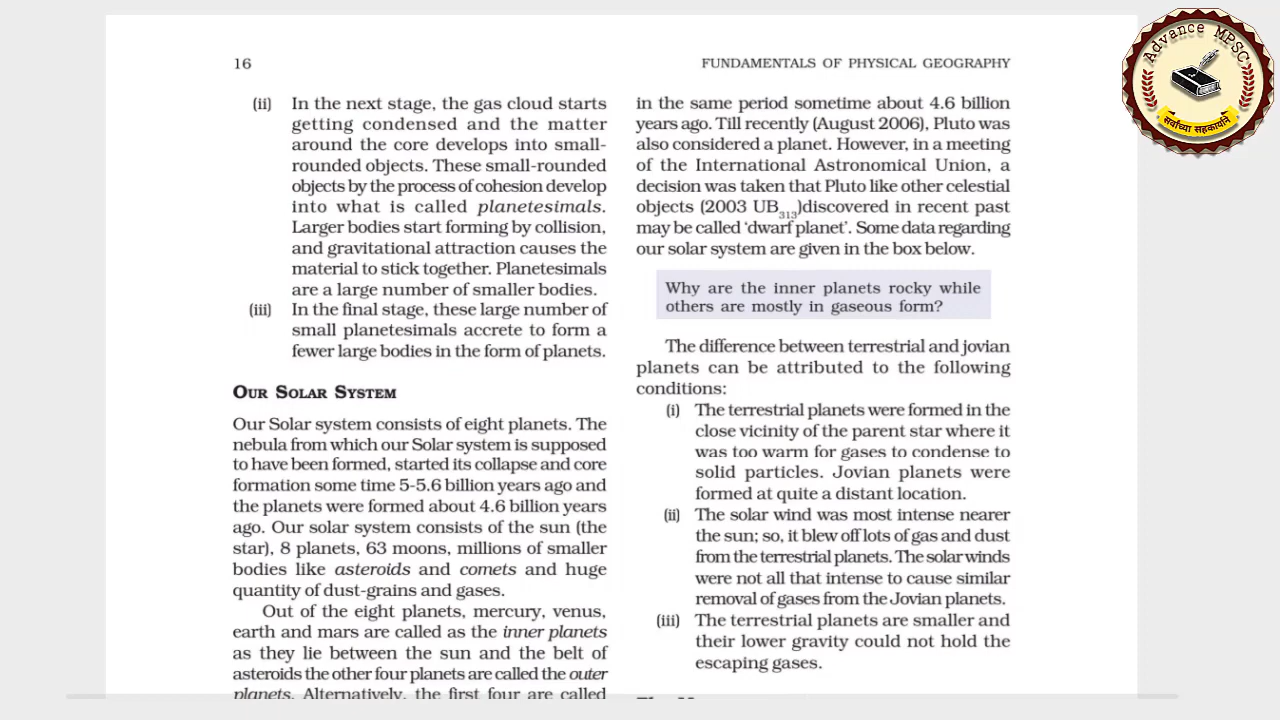 16
FUNDAMENTALS OF PHYSICAL GEOGRAPHY
(ii) In the next stage, the gas cloud starts
getting condensed and the matter
around the core develops into small-
rounded objects. These small-rounded
objects by the process of cohesion develop
into what is called planetesimals.
Larger bodies start forming by collision,
and gravitational attraction causes the
material to stick together. Planetesimals
are a large number of smaller bodies.
(iii) In the final stage, these large number of
small planetesimals accrete to form a
fewer large bodies in the form of planets.
OUR SOLAR SYSTEM
Our Solar system consists of eight planets. The
nebula from which our Solar system is supposed
to have been formed, started its collapse and core
formation some time 5-5.6 billion years ago and
the planets were formed about 4.6 billion years
ago. Our solar system consists of the sun (the
star), 8 planets, 63 moons, millions of smaller
bodies like asteroids and comets and huge
quantity of dust-grains and gases.
Out of the eight planets, mercury, venus,
earth and mars are called as the inner planets
as they lie between the sun and the belt of
asteroids the other four planets are called the outer
planets. Alternatively, the first four are called
in the same period sometime about 4.6 billion
years ago. Till recently (August 2006), Pluto was
also considered a planet. However, in a meeting
of the International Astronomical Union, a
decision was taken that Pluto like other celestial
objects (2003 UB313)discovered in recent past
may be called 'dwarf planet'. Some data regarding
our solar system are given in the box below.
Why are the inner planets rocky while
others are mostly in gaseous form?
The difference between terrestrial and jovian
planets can be attributed to the following
conditions:
(i) The terrestrial planets were formed in the
close vicinity of the parent star where it
was too warm for gases to condense to
solid particles. Jovian planets were
formed at quite a distant location.
(ii) The solar wind was most intense nearer
the sun; so, it blew off lots of gas and dust
from the terrestrial planets. The solar winds
were not all that intense to cause similar
removal of gases from the Jovian planets.
(iii) The terrestrial planets are smaller and
their lower gravity could not hold the
escaping gases.
Advance MPSC
सर्वांच्या सहकार्याने